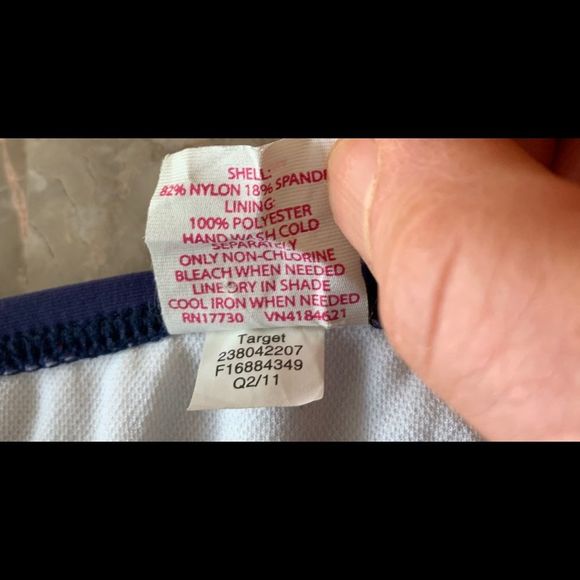 SHELL:
82% NYLON 18% SPANDE
LINING:
100% POLYESTER
HAND WASH COLD
SEPARATELY
ONLY NON-CHLORINE
BLEACH WHEN NEEDED
LINE DRY IN SHADE
COOL IRON WHEN NEEDED
RN17730 VN4184621
Target
238042207
F16884349
Q2/11